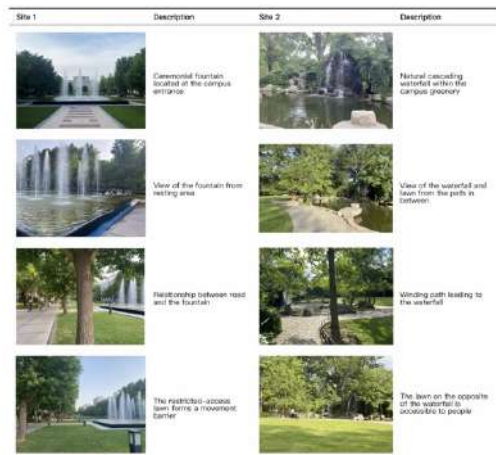 Site 1 Description Site 2 Description
Ceremonial fountain
located at the campus
entrance
Natural cascading
waterfall within the
campus greenery
View of the fountain from
resting area
View of the waterfall and
lawn from the path in
between
Relationship between road
and the fountain
Winding path leading to
the waterfall
The restricted-access
lawn forms a movement
barrier
The lawn on the opposite
of the waterfall is
accessible to people